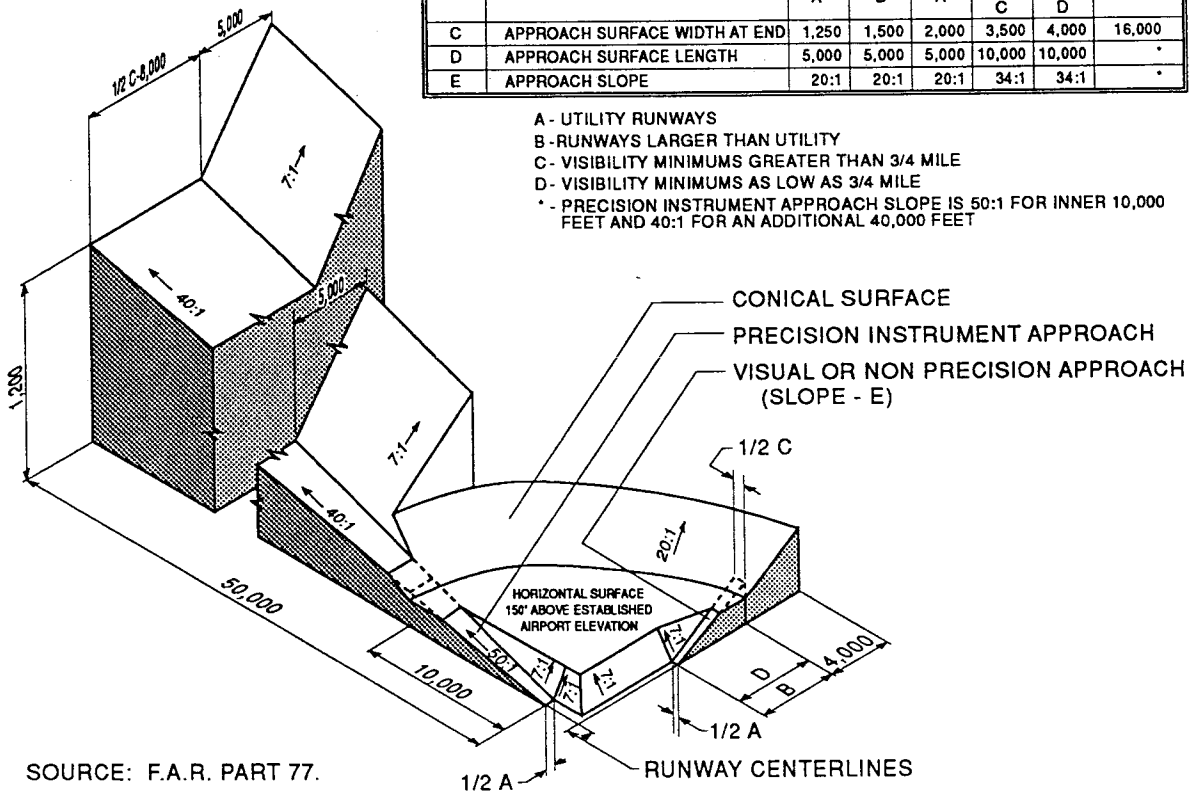 A B A
C D
C APPROACH SURFACE WIDTH AT END 1,250 1,500 2,000 3,500 4,000 16,000
D APPROACH SURFACE LENGTH 5,000 5,000 5,000 10,000 10,000 *
E APPROACH SLOPE 20:1 20:1 20:1 34:1 34:1 *
A - UTILITY RUNWAYS
B - RUNWAYS LARGER THAN UTILITY
C - VISIBILITY MINIMUMS GREATER THAN 3/4 MILE
D - VISIBILITY MINIMUMS AS LOW AS 3/4 MILE
* - PRECISION INSTRUMENT APPROACH SLOPE IS 50:1 FOR INNER 10,000
FEET AND 40:1 FOR AN ADDITIONAL 40,000 FEET
5,000
1/2 C-8,000
7:1
40:1
5,000
1,200
CONICAL SURFACE
PRECISION INSTRUMENT APPROACH
VISUAL OR NON PRECISION APPROACH
(SLOPE - E)
1/2 C
7:1
40:1
20:1
HORIZONTAL SURFACE
150' ABOVE ESTABLISHED
AIRPORT ELEVATION
50,000
50:1
7:1
7:1
7:1
7:1
10,000
D
B
4,000
1/2 A
1/2 A
RUNWAY CENTERLINES
SOURCE: F.A.R. PART 77.